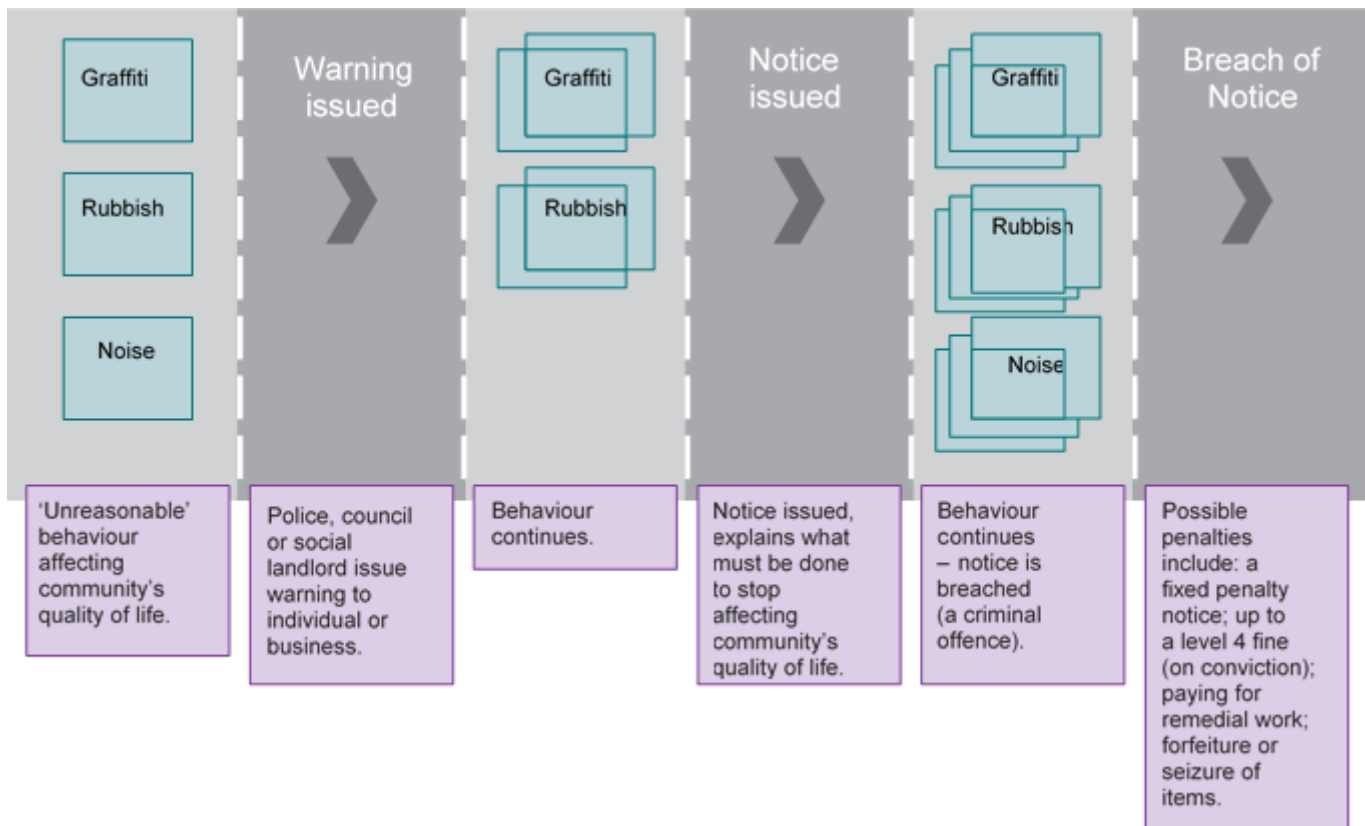 Graffiti
Rubbish
Noise
Warning
issued
Graffiti
Rubbish
Notice
issued
Graffiti
Rubbish
Noise
Breach of
Notice
‘Unreasonable’
behaviour
affecting
community’s
quality of life.
Police, council
or social
landlord issue
warning to
individual or
business.
Behaviour
continues.
Notice issued,
explains what
must be done
to stop
affecting
community’s
quality of life.
Behaviour
continues
– notice is
breached
(a criminal
offence).
Possible
penalties
include: a
fixed penalty
notice; up to
a level 4 fine
(on conviction);
paying for
remedial work;
forfeiture or
seizure of
items.